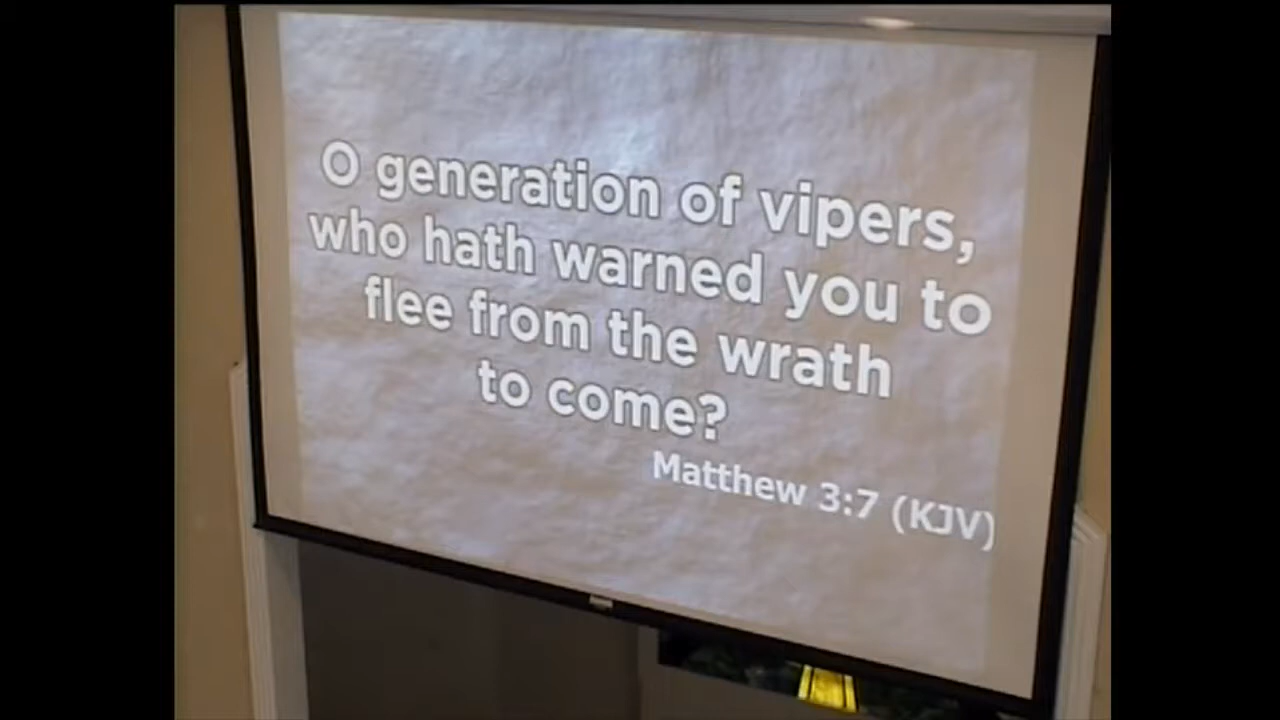 O generation of vipers,
who hath warned you to
flee from the wrath
to come?
Matthew 3:7 (KJV)